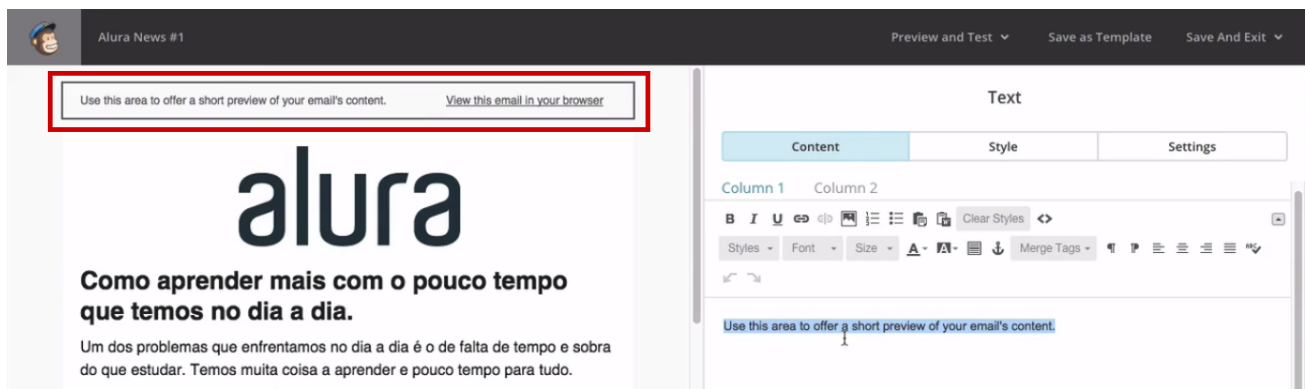 Alura News #1
Preview and Test
Save as Template
Save And Exit
Use this area to offer a short preview of your email's content.
View this email in your browser
alura
Como aprender mais com o pouco tempo
que temos no dia a dia.
Um dos problemas que enfrentamos no dia a dia é o de falta de tempo e sobra
do que estudar. Temos muita coisa a aprender e pouco tempo para tudo.
Text
Content
Style
Settings
Column 1
Column 2
B I U
Clear Styles
Styles
Font
Size
A
A
Merge Tags
Use this area to offer a short preview of your email's content.